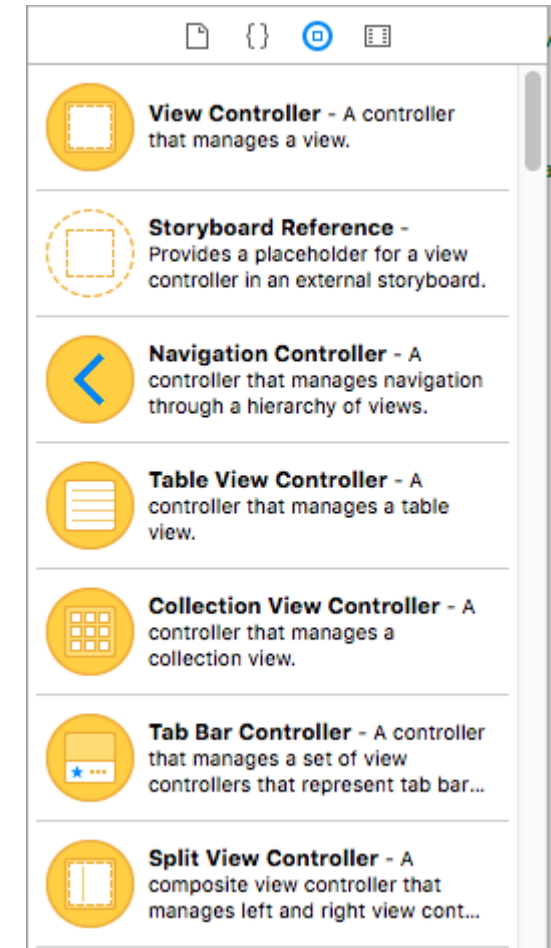 {}
View Controller - A controller
that manages a view.
Storyboard Reference -
Provides a placeholder for a view
controller in an external storyboard.
Navigation Controller - A
controller that manages navigation
through a hierarchy of views.
Table View Controller - A
controller that manages a table
view.
Collection View Controller - A
controller that manages a
collection view.
Tab Bar Controller - A controller
that manages a set of view
controllers that represent tab bar...
Split View Controller - A
composite view controller that
manages left and right view cont...